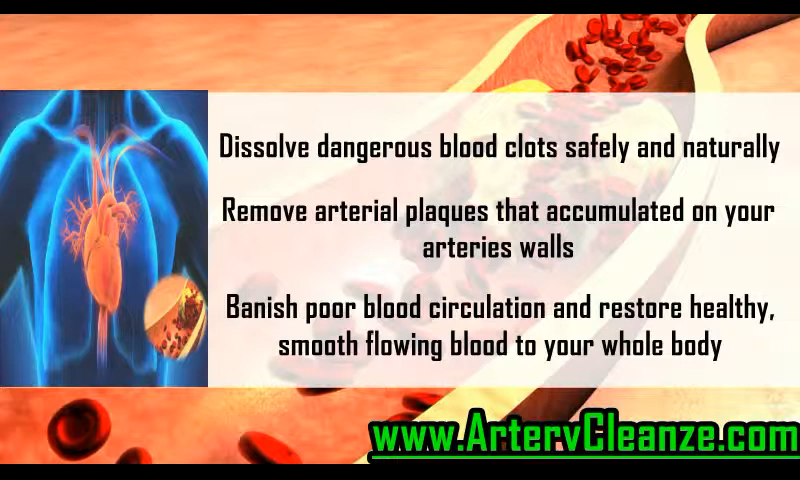 Dissolve dangerous blood clots safely and naturally
Remove arterial plaques that accumulated on your
arteries walls
Banish poor blood circulation and restore healthy,
smooth flowing blood to your whole body
www.ArtervCleanze.com